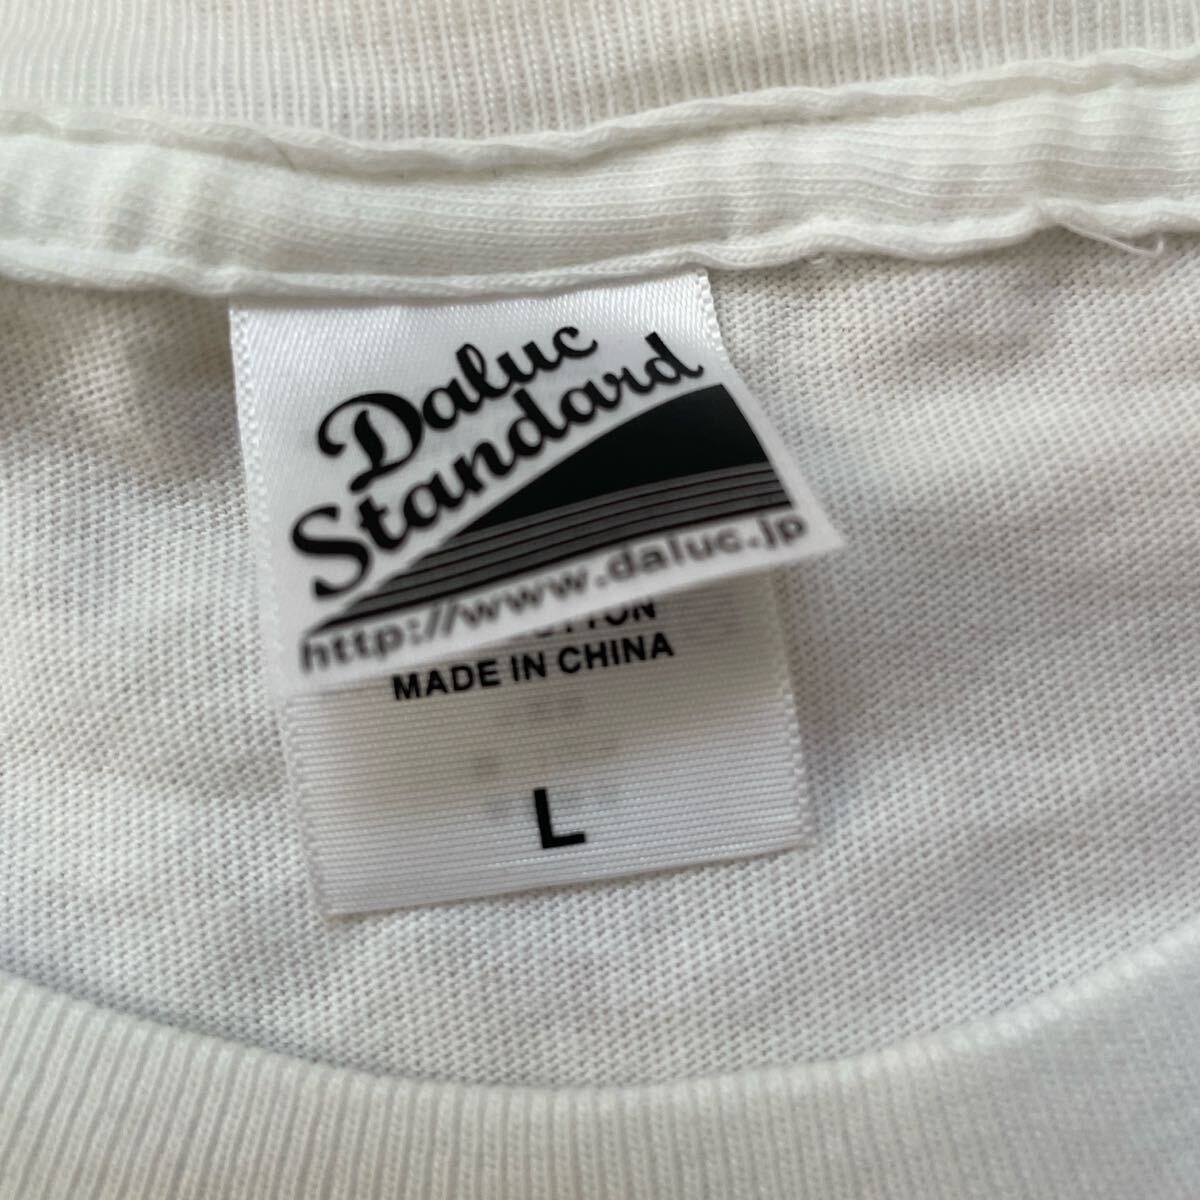 Daluc
Standard
http://www.daluc.jp
MADE IN CHINA
L